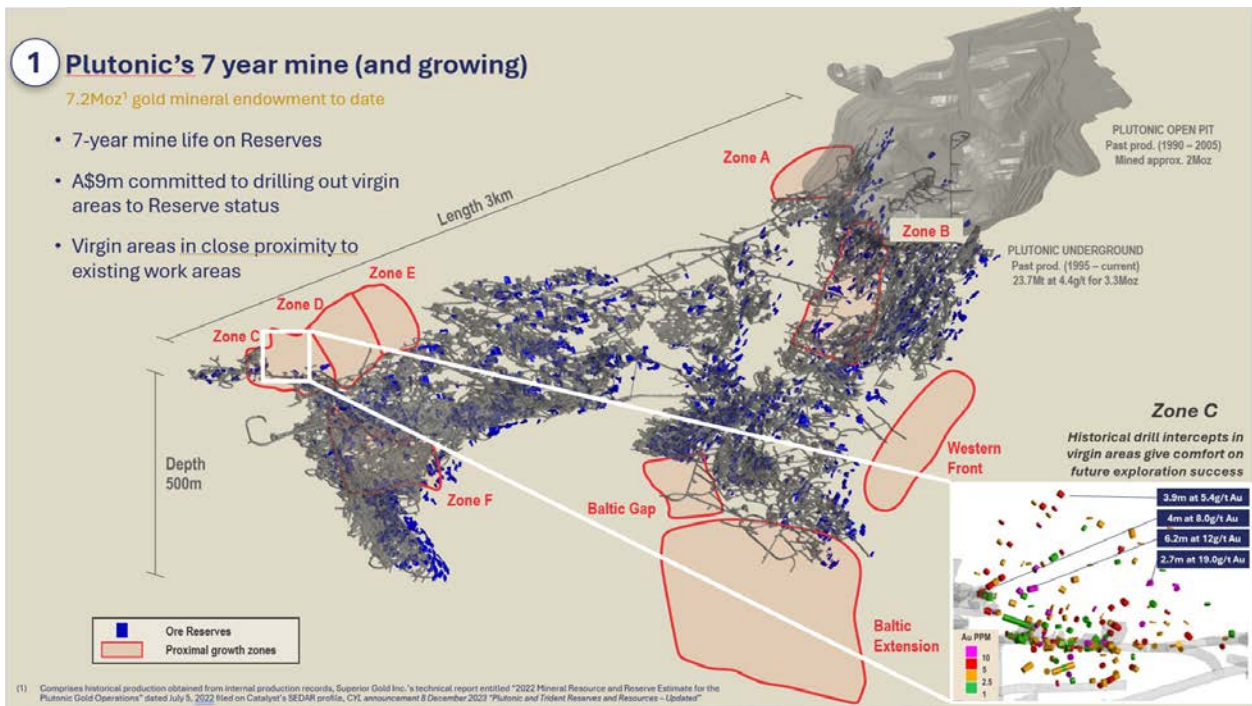 1
Plutonic's 7 year mine (and growing)
7.2Moz¹ gold mineral endowment to date
• 7-year mine life on Reserves
• A$9m committed to drilling out virgin
areas to Reserve status
• Virgin areas in close proximity to
existing work areas
Length 3km
Zone A
PLUTONIC OPEN PIT
Past prod. (1990 – 2005)
Mined approx. 2Moz
Zone B
PLUTONIC UNDERGROUND
Past prod. (1995 – current)
23.7Mt at 4.4g/t for 3.3Moz
Zone E
Zone D
Zone C
Depth
500m
Zone F
Baltic Gap
Western
Front
Baltic
Extension
Zone C
Historical drill intercepts in
virgin areas give comfort on
future exploration success
3.9m at 5.4g/t Au
4m at 8.0g/t Au
6.2m at 12g/t Au
2.7m at 19.0g/t Au
Au PPM
10
5
2.5
1
Ore Reserves
Proximal growth zones
(1) Comprises historical production obtained from internal production records, Superior Gold Inc.'s technical report entitled "2022 Mineral Resource and Reserve Estimate for the
Plutonic Gold Operations" dated July 5, 2022 filed on Catalyst's SEDAR profile, CYL announcement 8 December 2023 "Plutonic and Trident Reserves and Resources – Updated"